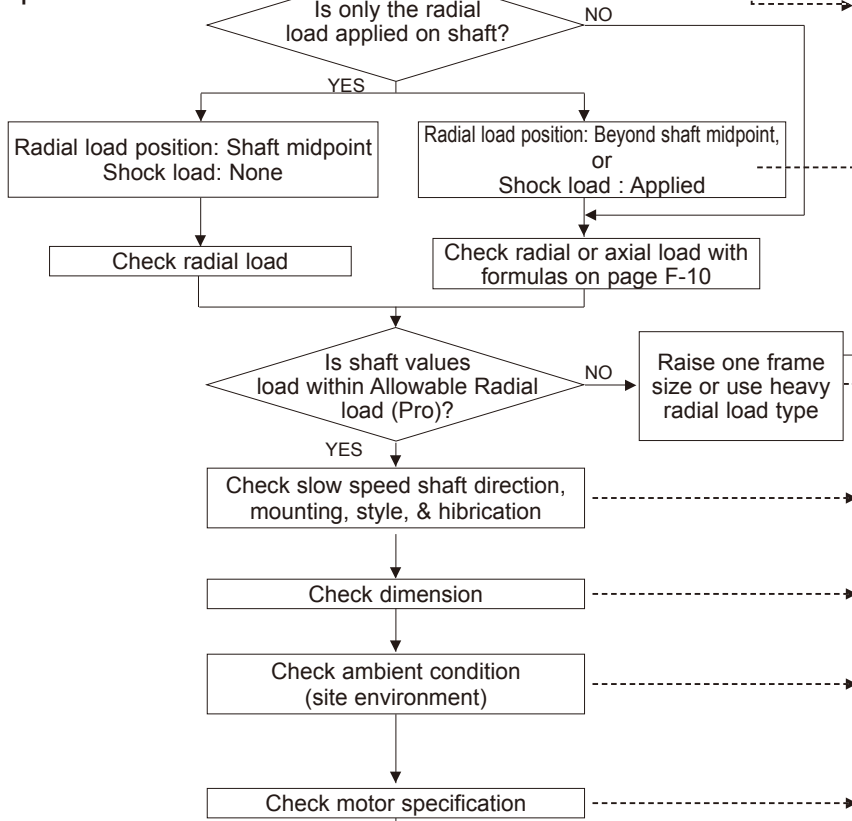 Is only the radial
load applied on shaft?
NO
YES
Radial load position: Shaft midpoint
Shock load: None
Radial load position: Beyond shaft midpoint,
or
Shock load : Applied
Check radial load
Check radial or axial load with
formulas on page F-10
Is shaft values
load within Allowable Radial
load (Pro)?
NO
Raise one frame
size or use heavy
radial load type
YES
Check slow speed shaft direction,
mounting, style, & hibrication
Check dimension
Check ambient condition
(site environment)
Check motor specification